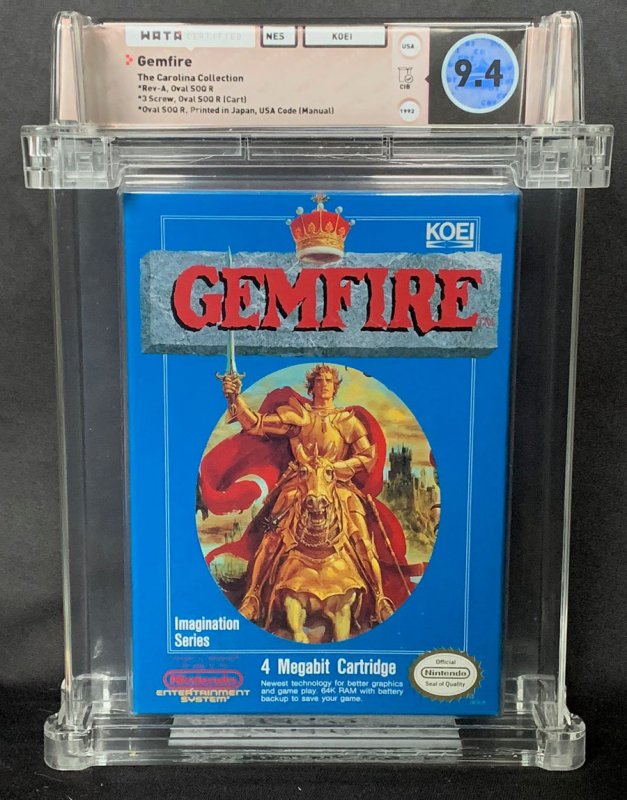 WATA CERTIFIED NES KOEI USA
Gemfire
9.4
The Carolina Collection
*Rev-A, Oval SOQ R
CIB
*3 Screw, Oval SOQ R (Cart)
*Oval SOQ R, Printed in Japan, USA Code (Manual)
1992
KOEI
GEMFIRE
Imagination
Series
4 Megabit Cartridge
Newest technology for better graphics
and game play. 64K RAM with battery
backup to save your game.
Nintendo
ENTERTAINMENT
SYSTEM
Official
Nintendo
Seal of Quality